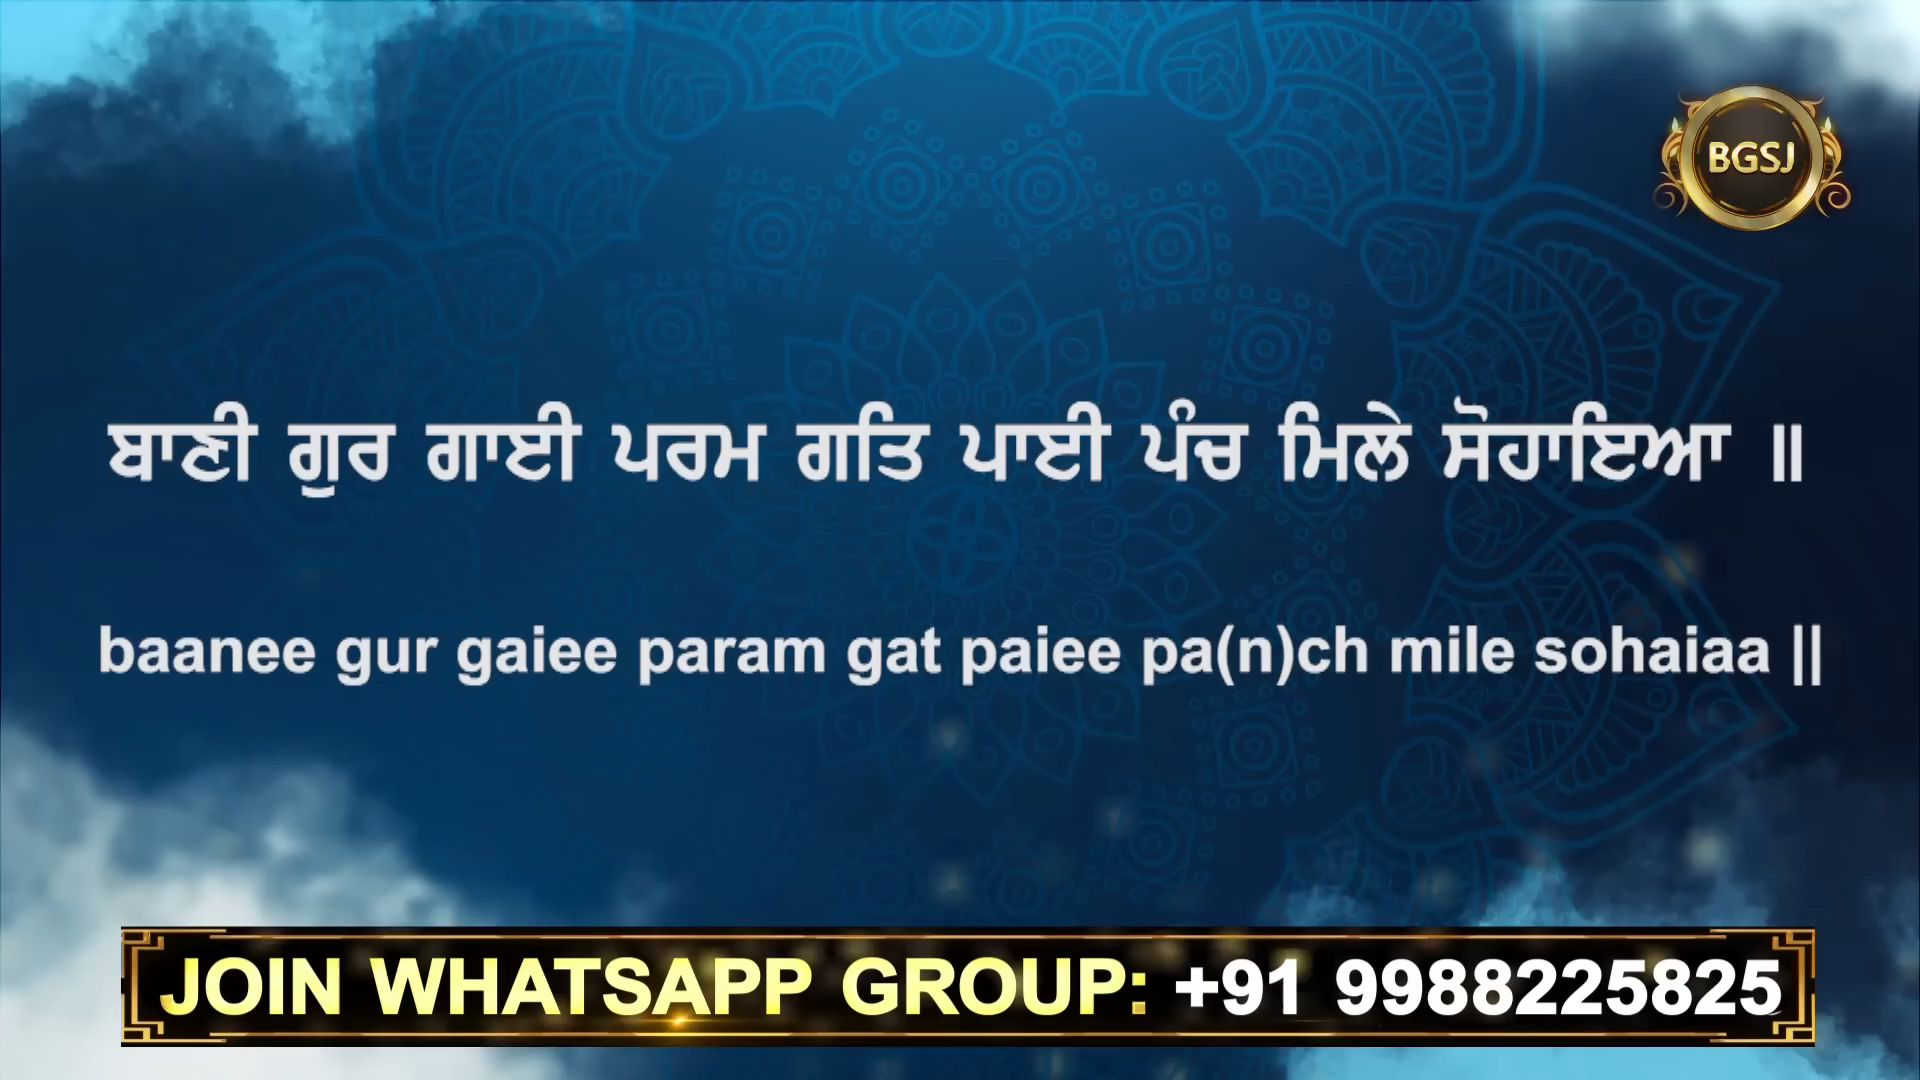 BGSJ
ਬਾਣੀ ਗੁਰ ਗਾਈ ਪਰਮ ਗਤਿ ਪਾਈ ਪੰਚ ਮਿਲੇ ਸੋਹਾਇਆ ॥
baanee gur gaiee param gat paiee pa(n)ch mile sohaiaa ||
JOIN WHATSAPP GROUP: +91 9988225825